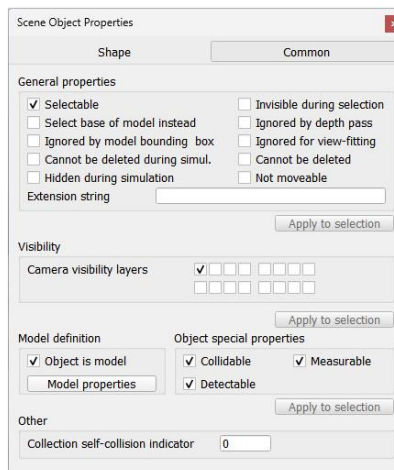 Scene Object Properties
Shape Common
General properties
Selectable Invisible during selection
Select base of model instead Ignored by depth pass
Ignored by model bounding box Ignored for view-fitting
Cannot be deleted during simul. Cannot be deleted
Hidden during simulation Not moveable
Extension string
Apply to selection
Visibility
Camera visibility layers
Apply to selection
Model definition Object special properties
Object is model Collidable Measurable
Model properties Detectable
Apply to selection
Other
Collection self-collision indicator 0